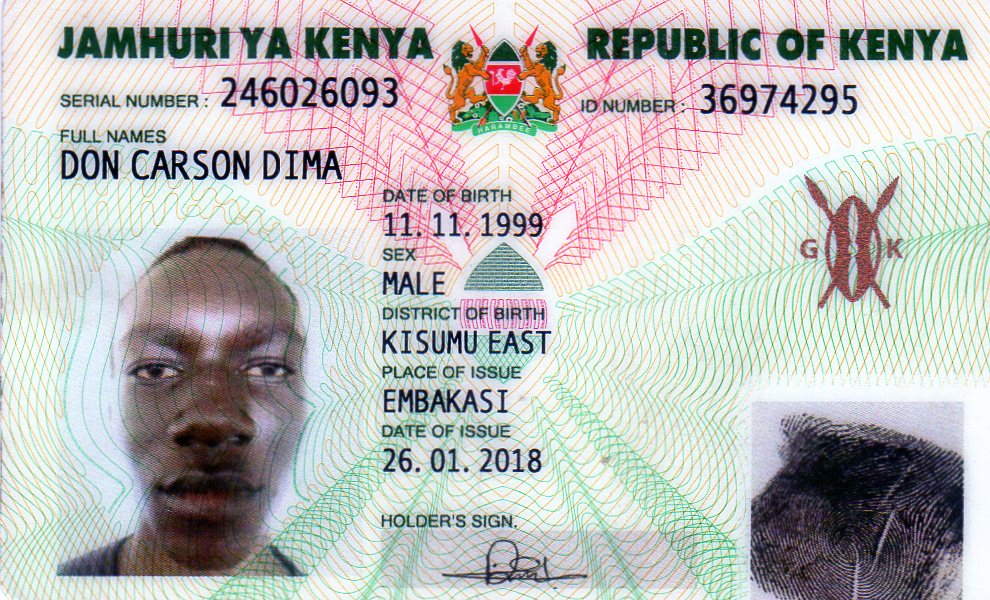 JAMHURI YA KENYA REPUBLIC OF KENYA
SERIAL NUMBER : 246026093 ID NUMBER : 36974295
HARAMBEE
FULL NAMES
DON CARSON DIMA
DATE OF BIRTH
11. 11. 1999
SEX
MALE
G K
DISTRICT OF BIRTH
KISUMU EAST
PLACE OF ISSUE
EMBAKASI
DATE OF ISSUE
26. 01. 2018
HOLDER'S SIGN.